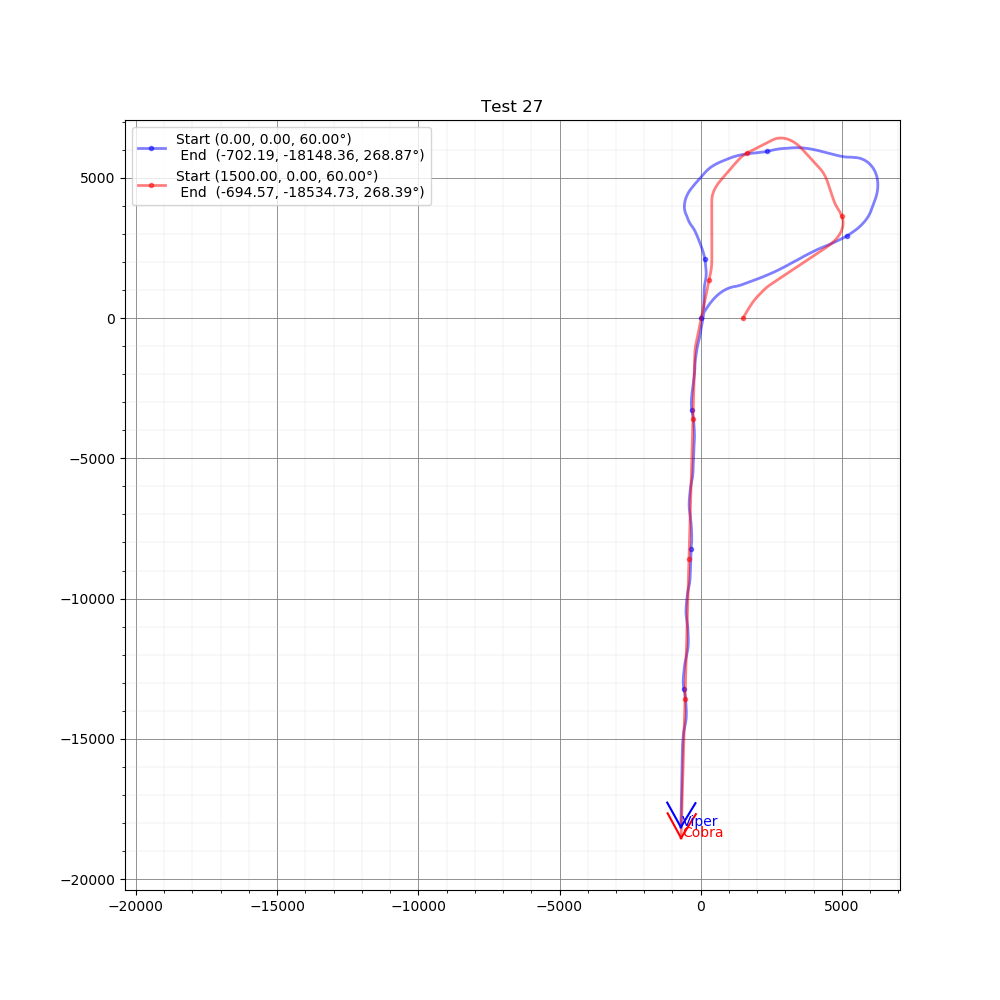 Test 27
Start (0.00, 0.00, 60.00°)
End  (-702.19, -18148.36, 268.87°)
Start (1500.00, 0.00, 60.00°)
End  (-694.57, -18534.73, 268.39°)
5000
0
−5000
−10000
−15000
−20000
Viper
Cobra
−20000 −15000 −10000 −5000 0 5000